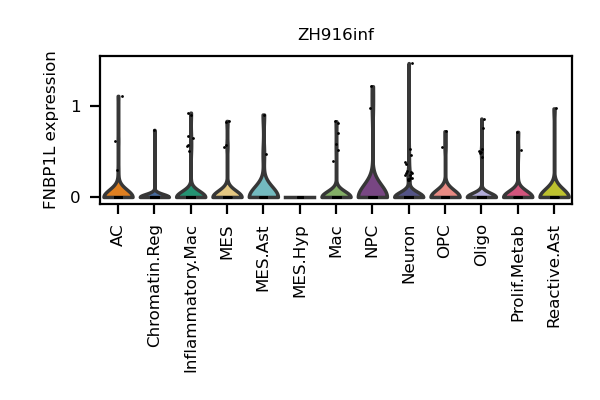 ZH916inf
FNBP1L expression
1
0
AC
Chromatin.Reg
Inflammatory.Mac
MES
MES.Ast
MES.Hyp
Mac
NPC
Neuron
OPC
Oligo
Prolif.Metab
Reactive.Ast